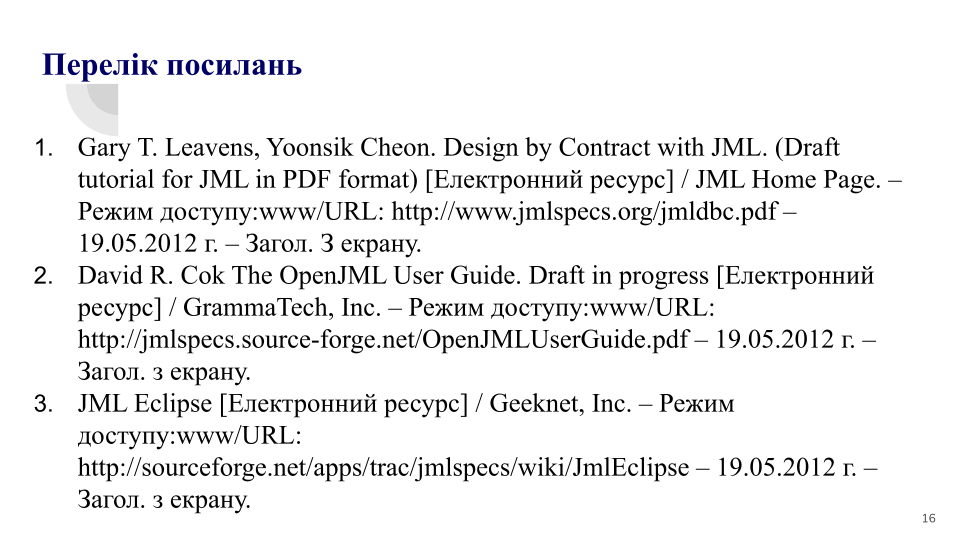 Перелік посилань
1. Gary T. Leavens, Yoonsik Cheon. Design by Contract with JML. (Draft
tutorial for JML in PDF format) [Електронний ресурс] / JML Home Page. –
Режим доступу:www/URL: http://www.jmlspecs.org/jmldbc.pdf –
19.05.2012 г. – Загол. З екрану.
2. David R. Cok The OpenJML User Guide. Draft in progress [Електронний
ресурс] / GrammaTech, Inc. – Режим доступу:www/URL:
http://jmlspecs.source-forge.net/OpenJMLUserGuide.pdf – 19.05.2012 г. –
Загол. з екрану.
3. JML Eclipse [Електронний ресурс] / Geeknet, Inc. – Режим
доступу:www/URL:
http://sourceforge.net/apps/trac/jmlspecs/wiki/JmlEclipse – 19.05.2012 г. –
Загол. з екрану.
16